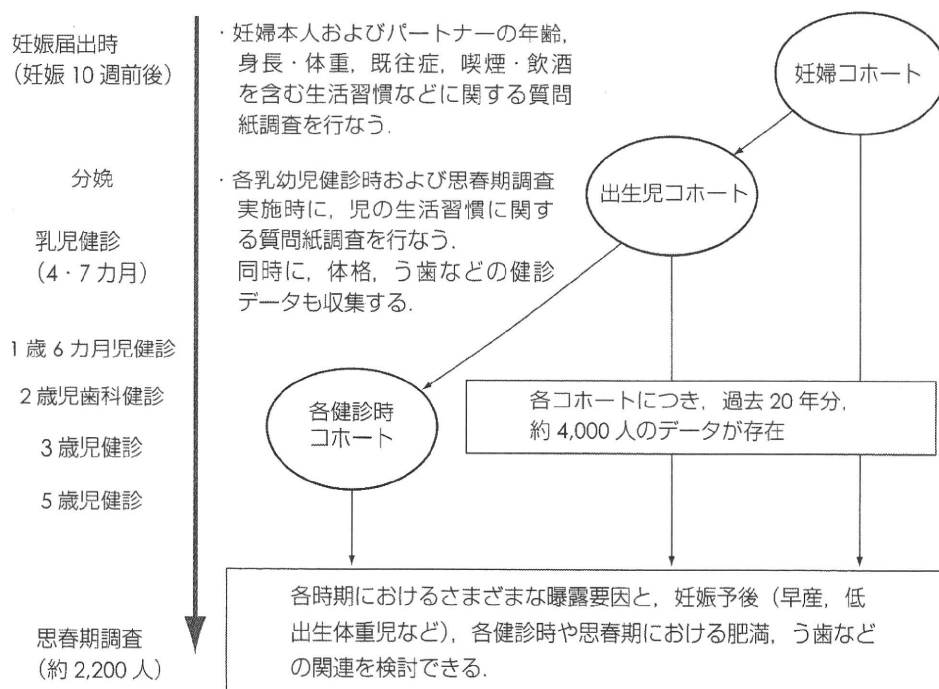 妊娠届出時
(妊娠 10 週前後)
・妊婦本人およびパートナーの年齢,
身長・体重, 既往症, 喫煙・飲酒
を含む生活習慣などに関する質問
紙調査を行なう.
妊婦コホート
分娩
・各乳幼児健診時および思春期調査
実施時に, 児の生活習慣に関す
る質問紙調査を行なう.
同時に, 体格, う歯などの健診
データも収集する.
出生児コホート
乳児健診
(4・7 カ月)
1 歳 6 カ月児健診
2 歳児歯科健診
3 歳児健診
5 歳児健診
各健診時
コホート
各コホートにつき, 過去 20 年分,
約 4,000 人のデータが存在
各時期におけるさまざまな曝露要因と, 妊娠予後 (早産, 低
出生体重児など), 各健診時や思春期における肥満, う歯など
の関連を検討できる.
思春期調査
(約 2,200 人)